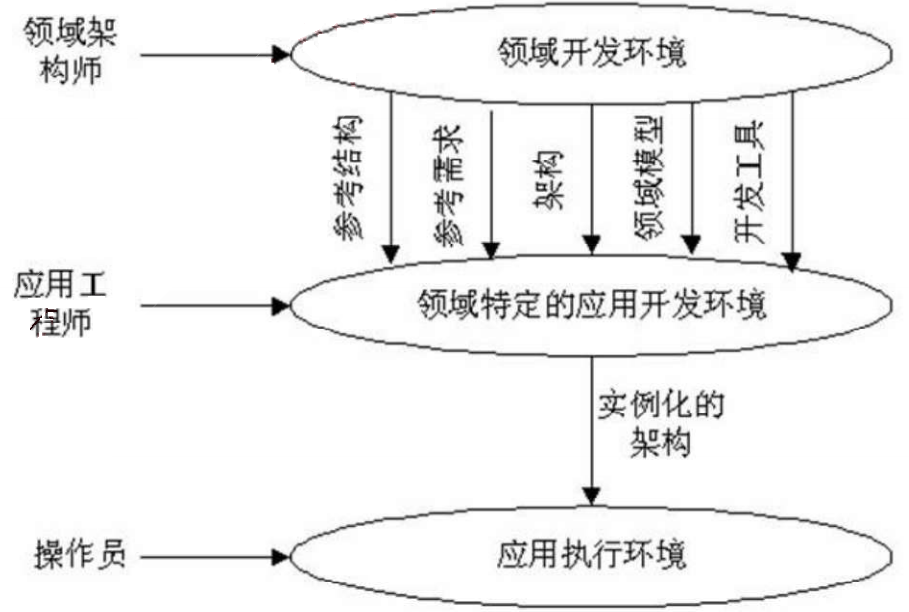 领域架
构师
领域开发环境
参考结构
参考需求
架构
领域模型
开发工具
应用工
程师
领域特定的应用开发环境
实例化的
架构
操作员
应用执行环境